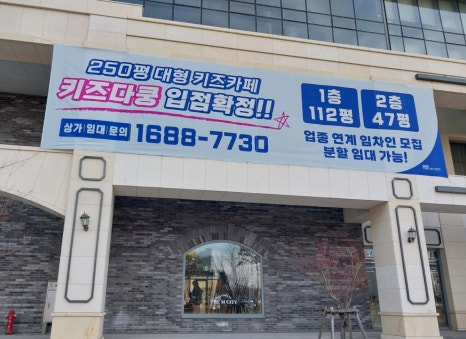 250평 대형 키즈카페
키즈다쿵 입점확정!!
상가 임대 문의 1688-7730
1층
112평
2층
47평
업종 연계 임차인 모집
분할 임대 가능!